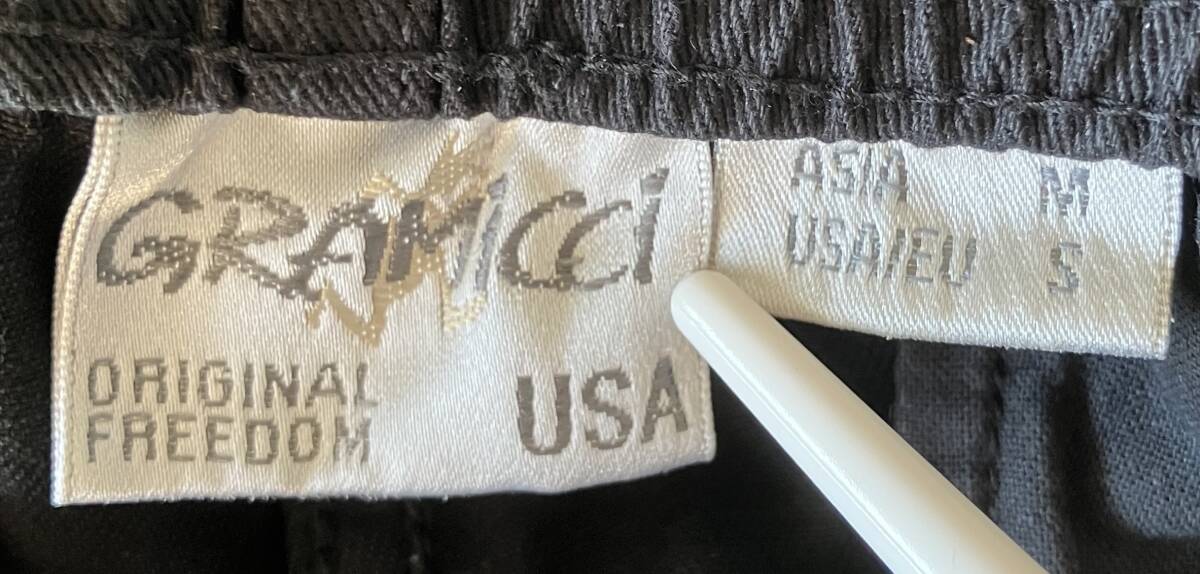 GRAMICCI
ORIGINAL
FREEDOM
USA
ASIA M
USA/EU S